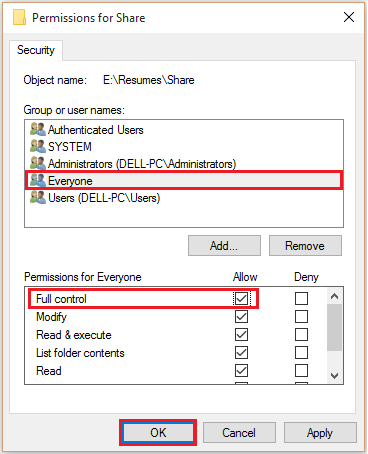 Permissions for Share
Security
Object name: E:\Resumes\Share
Group or user names:
Authenticated Users
SYSTEM
Administrators (DELL-PC\Administrators)
Everyone
Users (DELL-PC\Users)
Add... Remove
Permissions for Everyone Allow Deny
Full control
Modify
Read & execute
List folder contents
Read
OK Cancel Apply